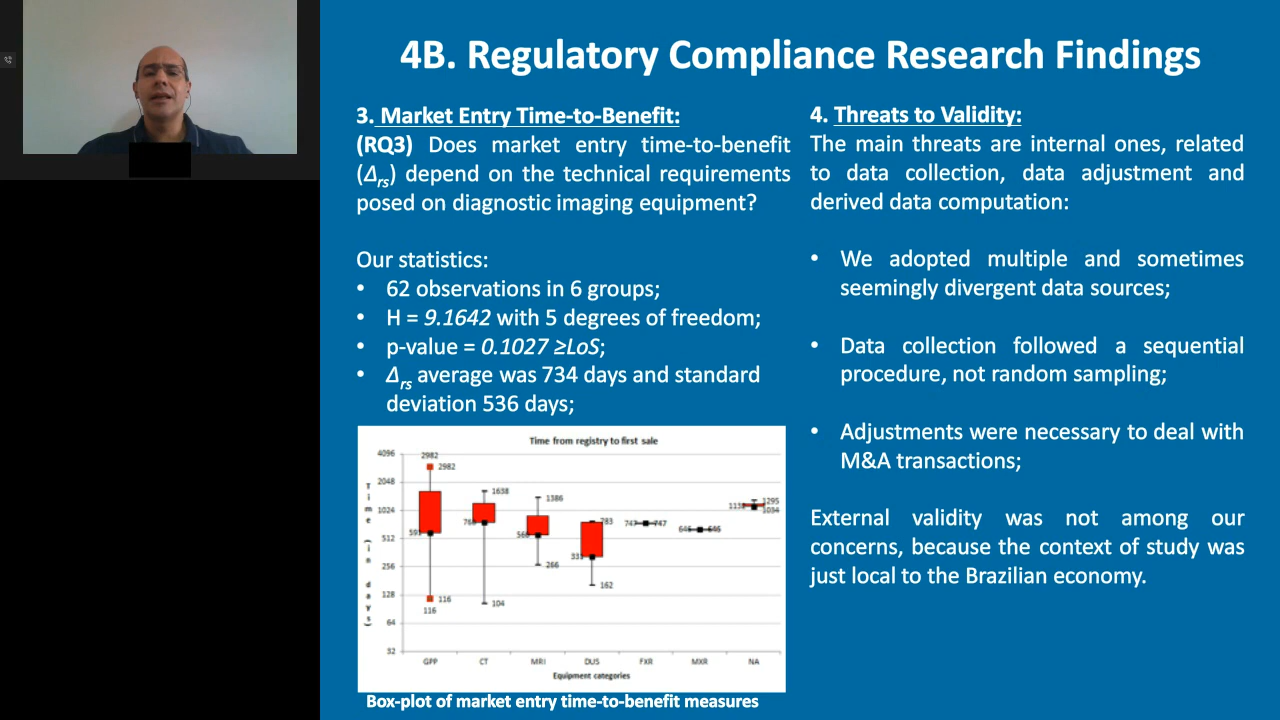 4B. Regulatory Compliance Research Findings
3. Market Entry Time-to-Benefit:
(RQ3) Does market entry time-to-benefit
(Δrs) depend on the technical requirements
posed on diagnostic imaging equipment?
Our statistics:
• 62 observations in 6 groups;
• H = 9.1642 with 5 degrees of freedom;
• p-value = 0.1027 ≥LoS;
• Δrs average was 734 days and standard
deviation 536 days;
Time from registry to first sale
Time (in days)
4096
2048
1024
512
256
128
64
32
2982
2982
591
116
116
1638
768
104
1386
566
266
783
331
162
747
747
646
646
1295
1034
GPP CT MRI DUS FXR MXR NA
Equipment categories
Box-plot of market entry time-to-benefit measures
4. Threats to Validity:
The main threats are internal ones, related
to data collection, data adjustment and
derived data computation:
• We adopted multiple and sometimes
seemingly divergent data sources;
• Data collection followed a sequential
procedure, not random sampling;
• Adjustments were necessary to deal with
M&A transactions;
External validity was not among our
concerns, because the context of study was
just local to the Brazilian economy.